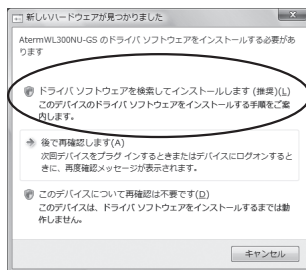 新しいハードウェアが見つかりました
AtermWL300NU-GS のドライバ ソフトウェアをインストールする必要があ
ります
ドライバ ソフトウェアを検索してインストールします (推奨)(L)
このデバイスのドライバ ソフトウェアをインストールする手順をご案
内します。
後で再確認します(A)
次回デバイスをプラグ インするときまたはデバイスにログオンすると
きに、再度確認メッセージが表示されます。
このデバイスについて再確認は不要です(D)
このデバイスは、ドライバ ソフトウェアをインストールするまでは動
作しません。
キャンセル